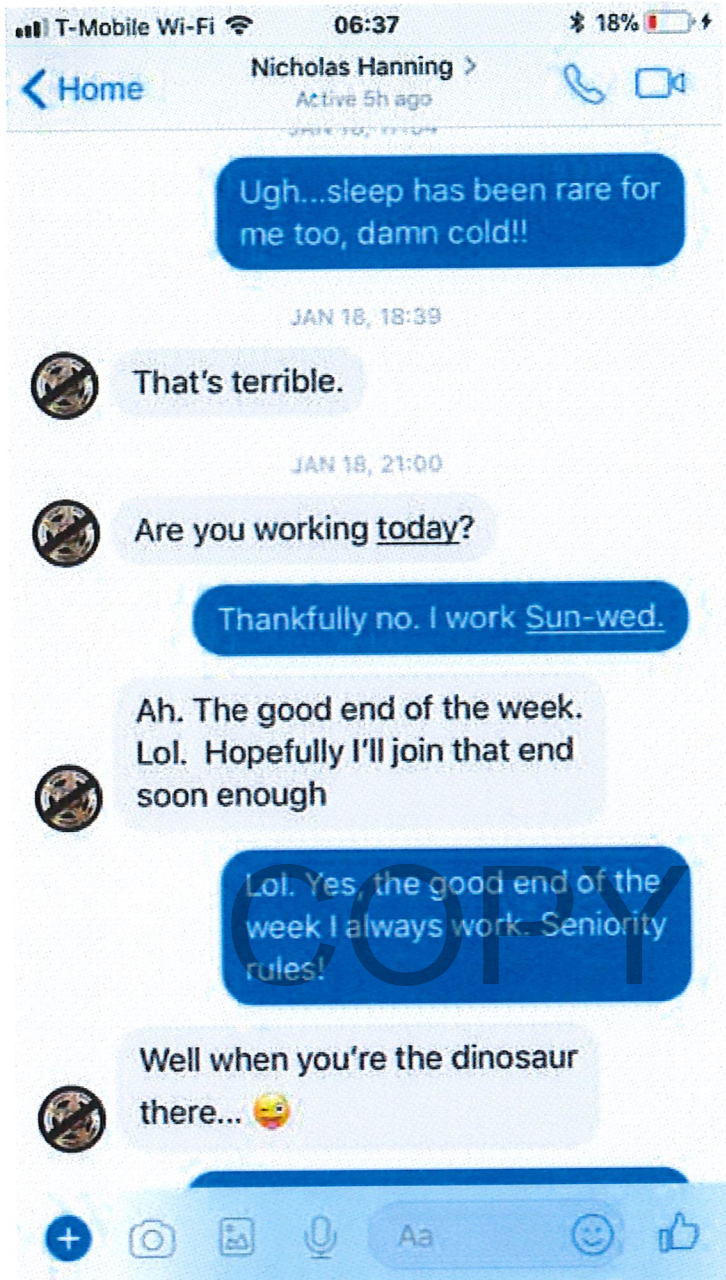 T-Mobile Wi-Fi 06:37 18%
Home
Nicholas Hanning
Active 5h ago
Ugh...sleep has been rare for
me too, damn cold!!
JAN 18, 18:39
That's terrible.
JAN 18, 21:00
Are you working today?
Thankfully no. I work Sun-wed.
Ah. The good end of the week.
Lol. Hopefully I'll join that end
soon enough
Lol. Yes, the good end of the
week I always work. Seniority
rules!
COPY
Well when you're the dinosaur
there... 😜
Aa